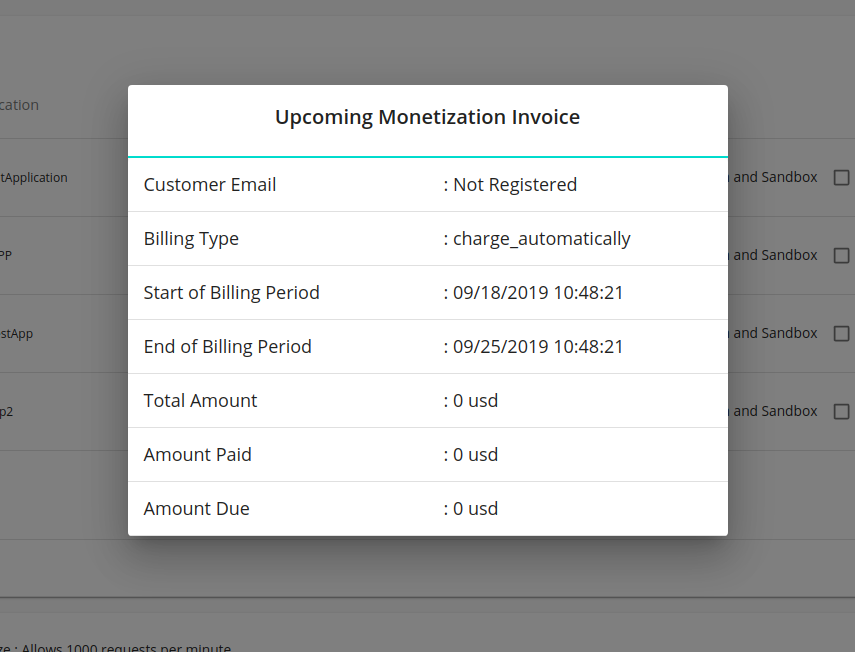 Upcoming Monetization Invoice
cation
Customer Email : Not Registered
tApplication and Sandbox
Billing Type : charge_automatically
PP and Sandbox
Start of Billing Period : 09/18/2019 10:48:21
End of Billing Period : 09/25/2019 10:48:21
stApp and Sandbox
Total Amount : 0 usd
p2 and Sandbox
Amount Paid : 0 usd
Amount Due : 0 usd
ze : Allows 1000 requests per minute